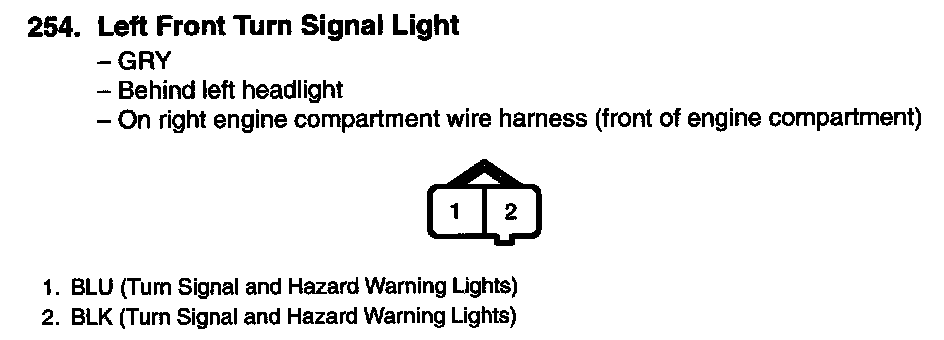 254. Left Front Turn Signal Light
– GRY
– Behind left headlight
– On right engine compartment wire harness (front of engine compartment)
1 2
1. BLU (Turn Signal and Hazard Warning Lights)
2. BLK (Turn Signal and Hazard Warning Lights)